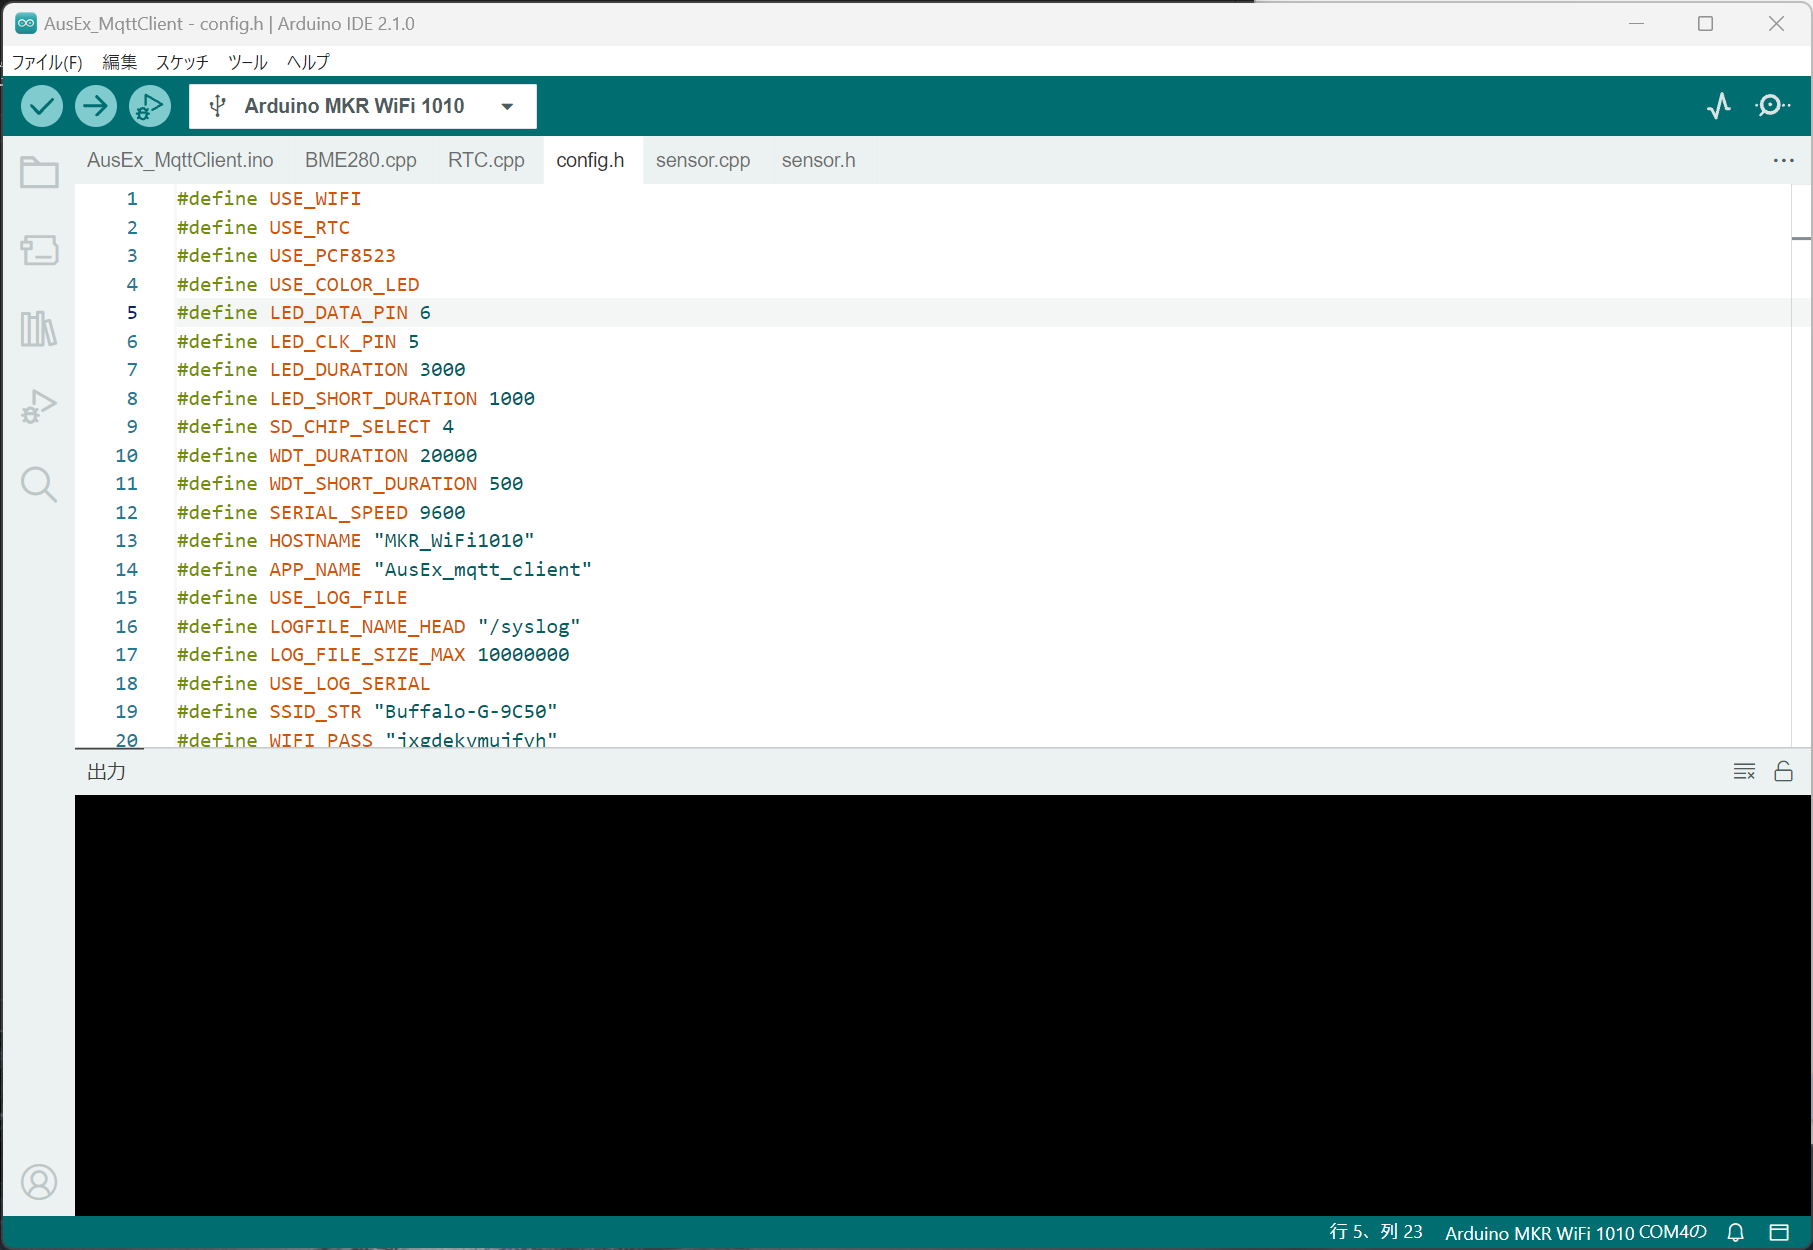 AusEx_MqttClient - config.h | Arduino IDE 2.1.0
ファイル(F) 編集 スケッチ ツール ヘルプ
Arduino MKR WiFi 1010
AusEx_MqttClient.ino BME280.cpp RTC.cpp config.h sensor.cpp sensor.h
1 #define USE_WIFI
2 #define USE_RTC
3 #define USE_PCF8523
4 #define USE_COLOR_LED
5 #define LED_DATA_PIN 6
6 #define LED_CLK_PIN 5
7 #define LED_DURATION 3000
8 #define LED_SHORT_DURATION 1000
9 #define SD_CHIP_SELECT 4
10 #define WDT_DURATION 20000
11 #define WDT_SHORT_DURATION 500
12 #define SERIAL_SPEED 9600
13 #define HOSTNAME "MKR_WiFi1010"
14 #define APP_NAME "AusEx_mqtt_client"
15 #define USE_LOG_FILE
16 #define LOGFILE_NAME_HEAD "/syslog"
17 #define LOG_FILE_SIZE_MAX 10000000
18 #define USE_LOG_SERIAL
19 #define SSID_STR "Buffalo-G-9C50"
20 #define WIFI_PASS
出力
行 5、列 23 Arduino MKR WiFi 1010 COM4の